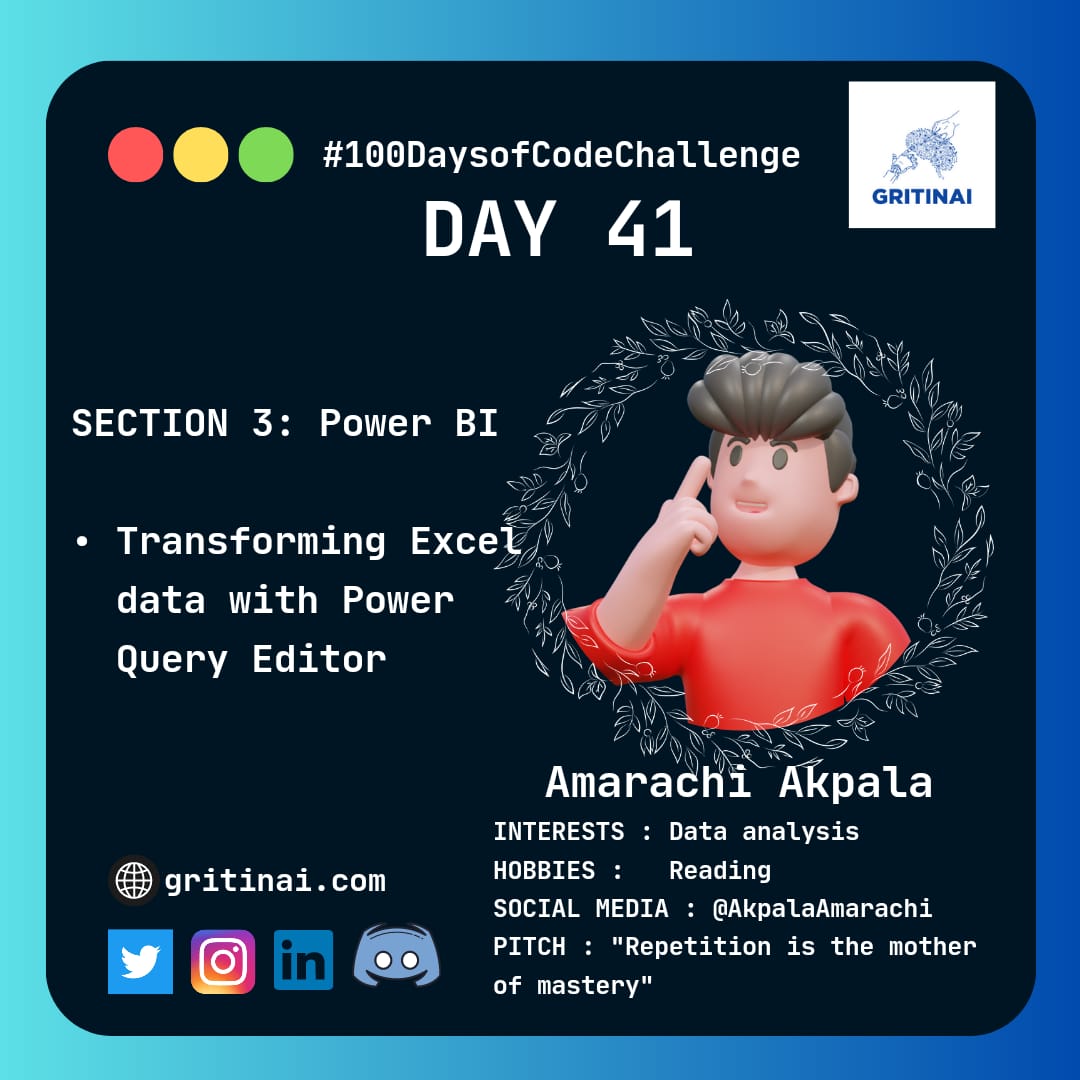 #100DaysofCodeChallenge
DAY 41
GRITINAI
SECTION 3: Power BI
• Transforming Excel
data with Power
Query Editor
Amarachi Akpala
INTERESTS : Data analysis
HOBBIES :   Reading
SOCIAL MEDIA : @AkpalaAmarachi
PITCH : "Repetition is the mother
of mastery"
gritinai.com
in